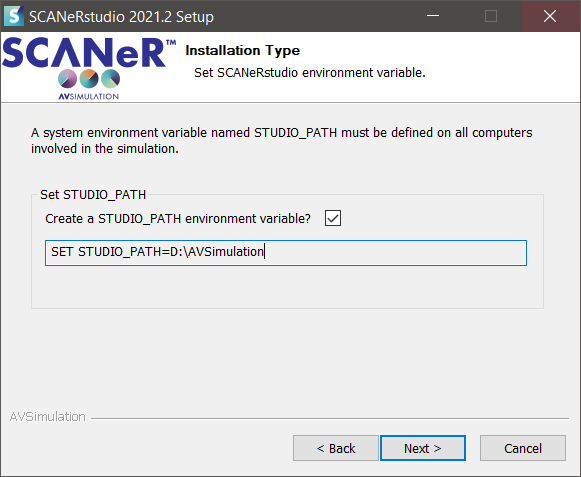 SCANeRstudio 2021.2 Setup
SCANeR™
AVSIMULATION
Installation Type
Set SCANeRstudio environment variable.
A system environment variable named STUDIO_PATH must be defined on all computers
involved in the simulation.
Set STUDIO_PATH
Create a STUDIO_PATH environment variable?
SET STUDIO_PATH=D:\AVSimulation
AVSimulation
< Back
Next >
Cancel